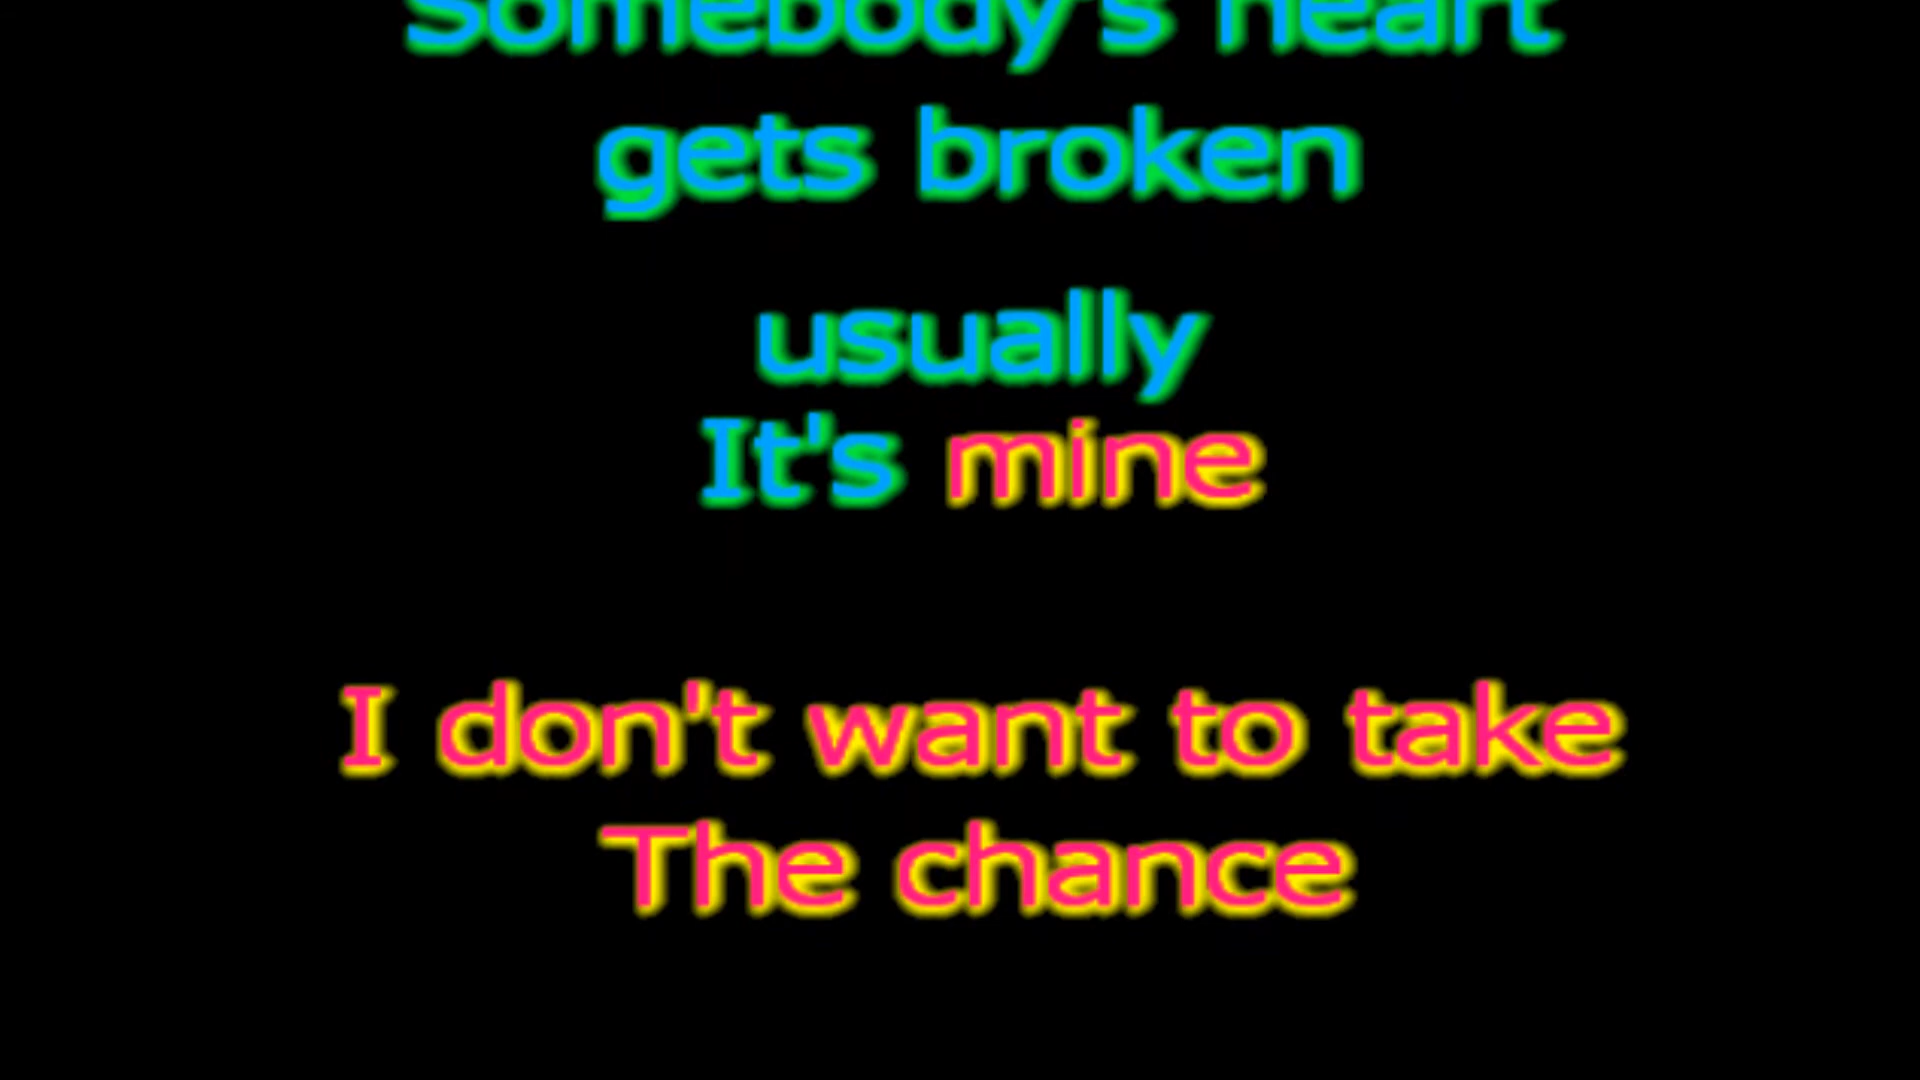 Somebody's heart
gets broken
usually
It's mine
I don't want to take
The chance